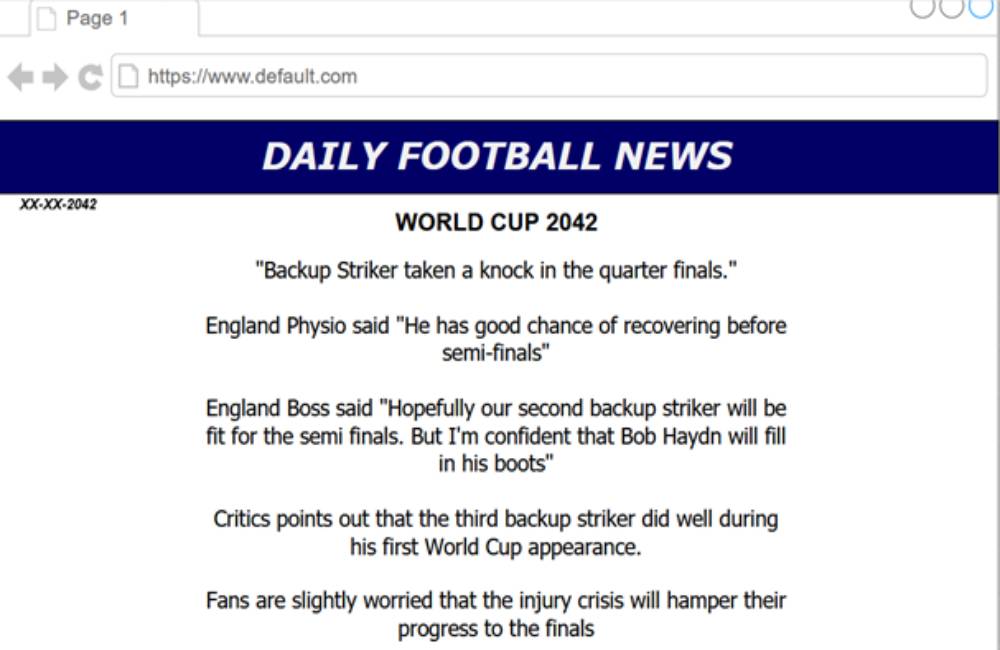 Page 1
https://www.default.com
DAILY FOOTBALL NEWS
XX-XX-2042
WORLD CUP 2042
"Backup Striker taken a knock in the quarter finals."
England Physio said "He has good chance of recovering before
semi-finals"
England Boss said "Hopefully our second backup striker will be
fit for the semi finals. But I'm confident that Bob Haydn will fill
in his boots"
Critics points out that the third backup striker did well during
his first World Cup appearance.
Fans are slightly worried that the injury crisis will hamper their
progress to the finals